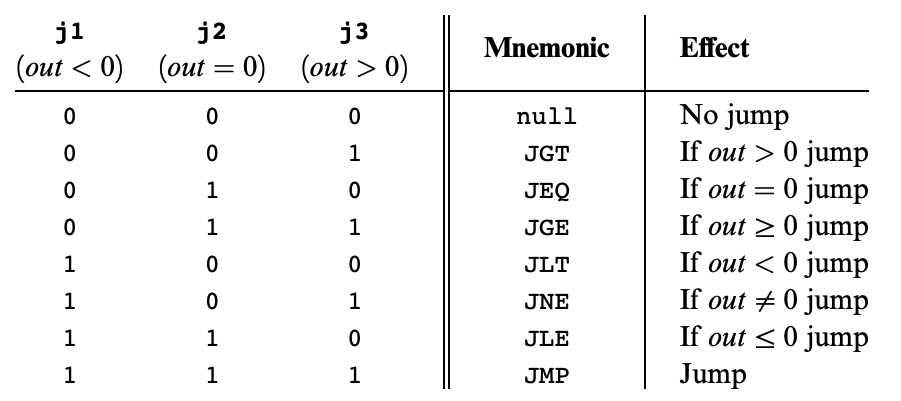 j1 j2 j3 Mnemonic Effect
(out < 0) (out = 0) (out > 0)
0 0 0 null No jump
0 0 1 JGT If out > 0 jump
0 1 0 JEQ If out = 0 jump
0 1 1 JGE If out ≥ 0 jump
1 0 0 JLT If out < 0 jump
1 0 1 JNE If out ≠ 0 jump
1 1 0 JLE If out ≤ 0 jump
1 1 1 JMP Jump